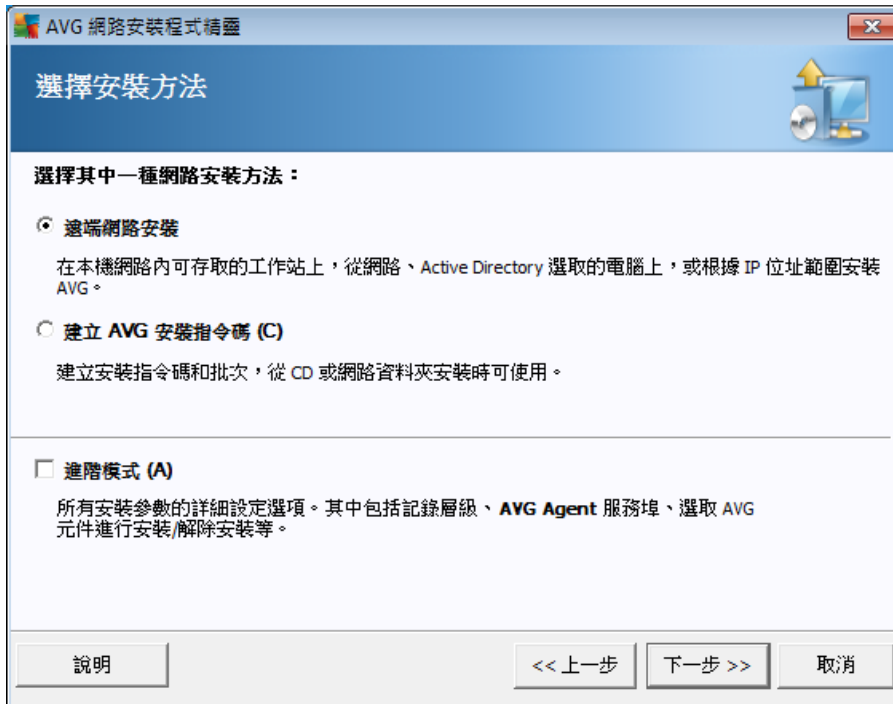 AVG 網路安裝程式精靈
選擇安裝方法
選擇其中一種網路安裝方法：
遠端網路安裝
在本機網路內可存取的工作站上，從網路、Active Directory 選取的電腦上，或根據 IP 位址範圍安裝
AVG。
建立 AVG 安裝指令碼 (C)
建立安裝指令碼和批次，從 CD 或網路資料夾安裝時可使用。
進階模式 (A)
所有安裝參數的詳細設定選項。其中包括記錄層級、AVG Agent 服務埠、選取 AVG
元件進行安裝/解除安裝等。
說明
<< 上一步
下一步 >>
取消